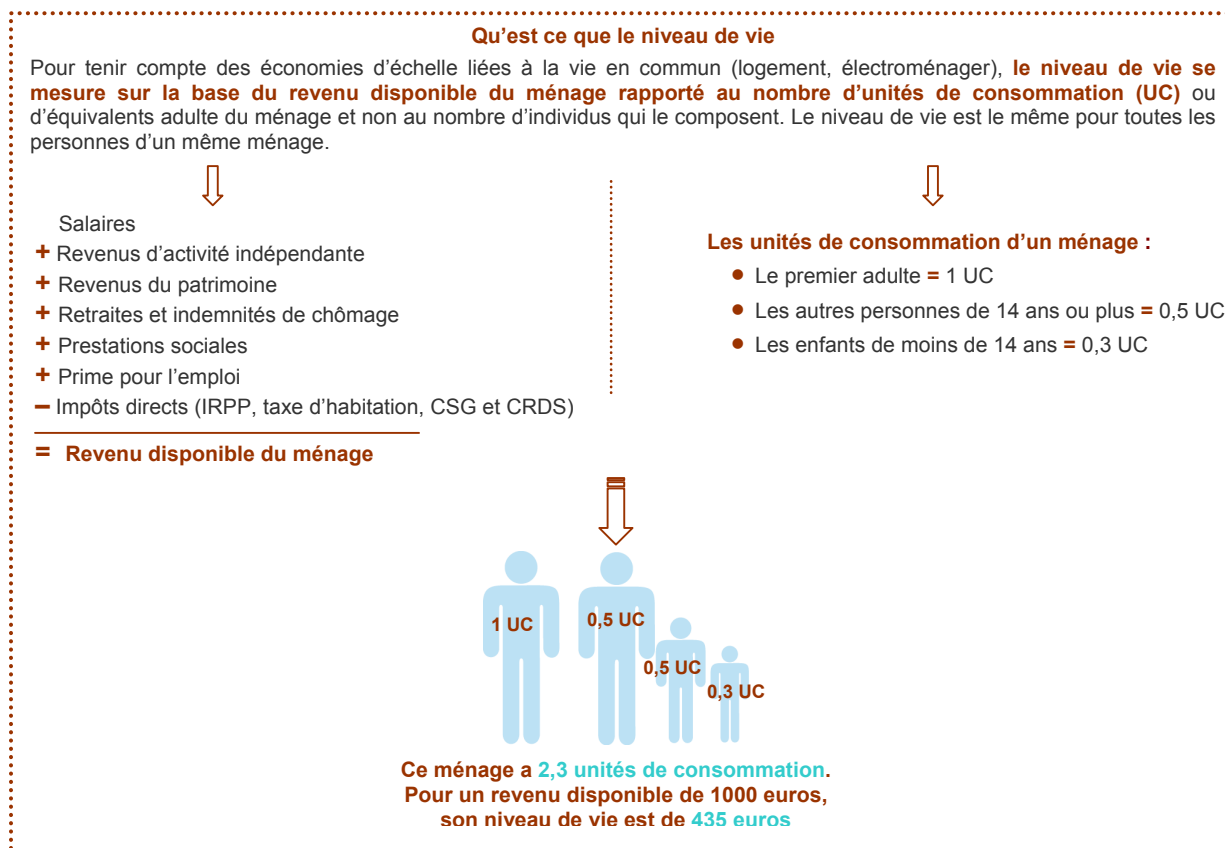 Qu'est ce que le niveau de vie
Pour tenir compte des économies d'échelle liées à la vie en commun (logement, électroménager), le niveau de vie se
mesure sur la base du revenu disponible du ménage rapporté au nombre d'unités de consommation (UC) ou
d'équivalents adulte du ménage et non au nombre d'individus qui le composent. Le niveau de vie est le même pour toutes les
personnes d'un même ménage.
Salaires
+ Revenus d'activité indépendante
+ Revenus du patrimoine
+ Retraites et indemnités de chômage
+ Prestations sociales
+ Prime pour l'emploi
– Impôts directs (IRPP, taxe d'habitation, CSG et CRDS)
= Revenu disponible du ménage
Les unités de consommation d'un ménage :
• Le premier adulte = 1 UC
• Les autres personnes de 14 ans ou plus = 0,5 UC
• Les enfants de moins de 14 ans = 0,3 UC
1 UC
0,5 UC
0,5 UC
0,3 UC
Ce ménage a 2,3 unités de consommation.
Pour un revenu disponible de 1000 euros,
son niveau de vie est de 435 euros